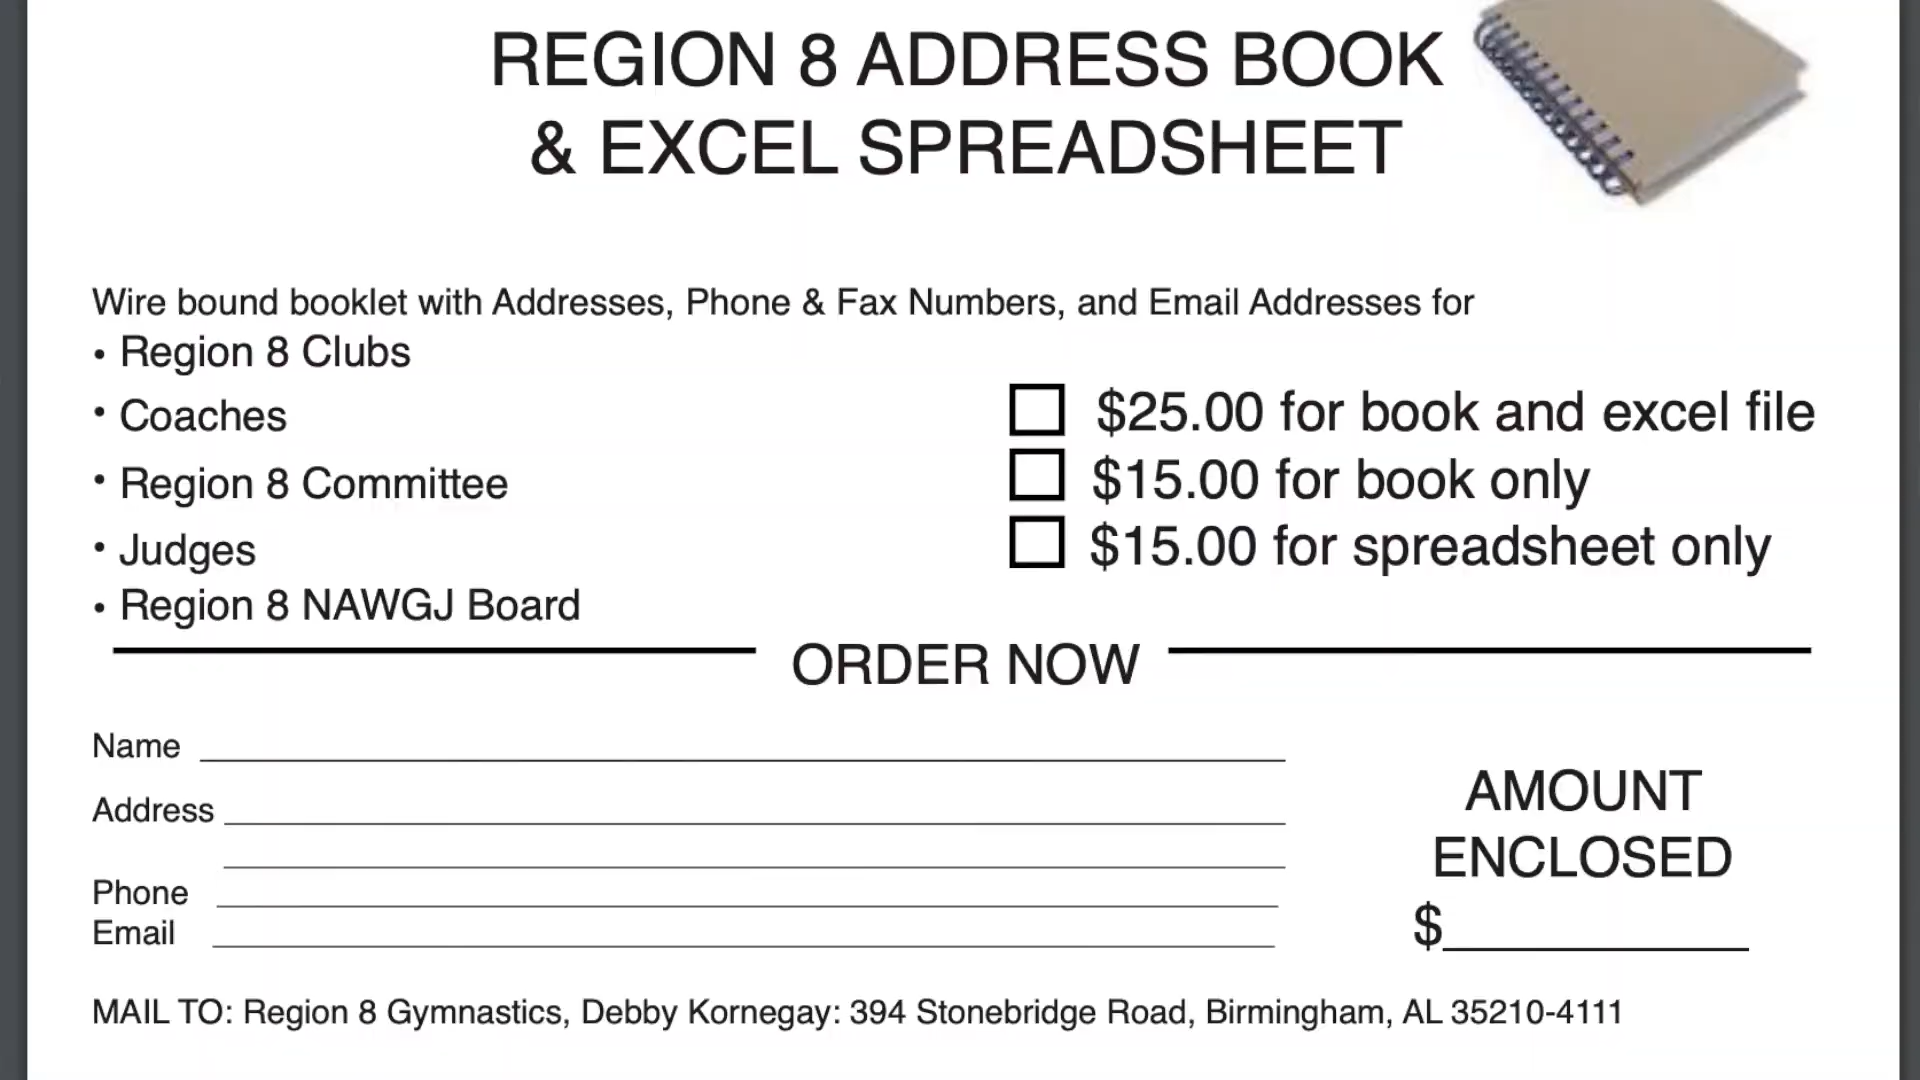 REGION 8 ADDRESS BOOK
& EXCEL SPREADSHEET
Wire bound booklet with Addresses, Phone & Fax Numbers, and Email Addresses for
• Region 8 Clubs
• Coaches
• Region 8 Committee
• Judges
• Region 8 NAWGJ Board
$25.00 for book and excel file
$15.00 for book only
$15.00 for spreadsheet only
ORDER NOW
Name
Address
Phone
Email
AMOUNT
ENCLOSED
$
MAIL TO: Region 8 Gymnastics, Debby Kornegay: 394 Stonebridge Road, Birmingham, AL 35210-4111